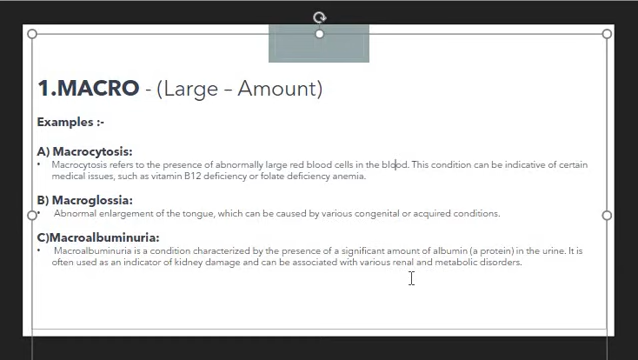 1.MACRO - (Large – Amount)
Examples :-
A) Macrocytosis:
• Macrocytosis refers to the presence of abnormally large red blood cells in the blood. This condition can be indicative of certain
medical issues, such as vitamin B12 deficiency or folate deficiency anemia.
B) Macroglossia:
• Abnormal enlargement of the tongue, which can be caused by various congenital or acquired conditions.
C)Macroalbuminuria:
• Macroalbuminuria is a condition characterized by the presence of a significant amount of albumin (a protein) in the urine. It is
often used as an indicator of kidney damage and can be associated with various renal and metabolic disorders.